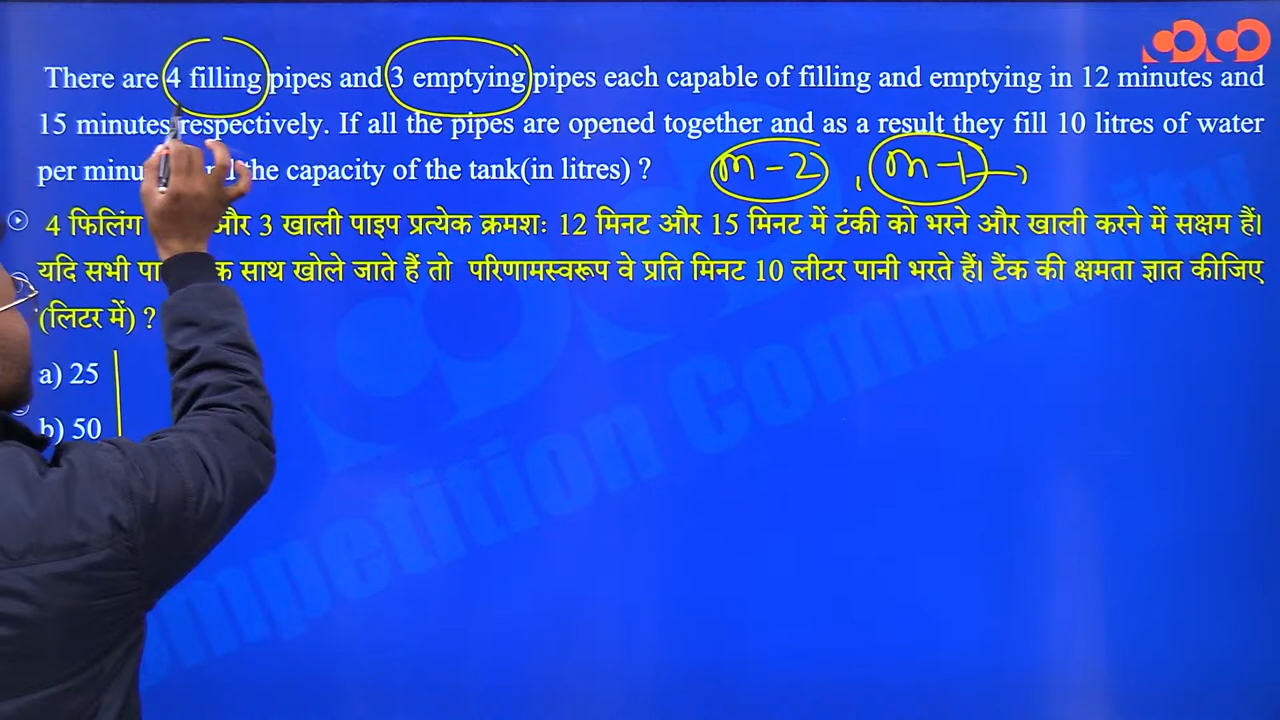 There are 4 filling pipes and 3 emptying pipes each capable of filling and emptying in 12 minutes and
15 minutes respectively. If all the pipes are opened together and as a result they fill 10 litres of water
per the capacity of the tank(in litres) ?
m-2, m-1
4 फिलिंग और 3 खाली पाइप प्रत्येक क्रमशः 12 मिनट और 15 मिनट में टंकी को भरने और खाली करने में सक्षम हैं।
यदि सभी साथ खोले जाते हैं तो परिणामस्वरूप वे प्रति मिनट 10 लीटर पानी भरते हैं। टैंक की क्षमता ज्ञात कीजिए
(लिटर में) ?
a) 25
b) 50
Competition Community